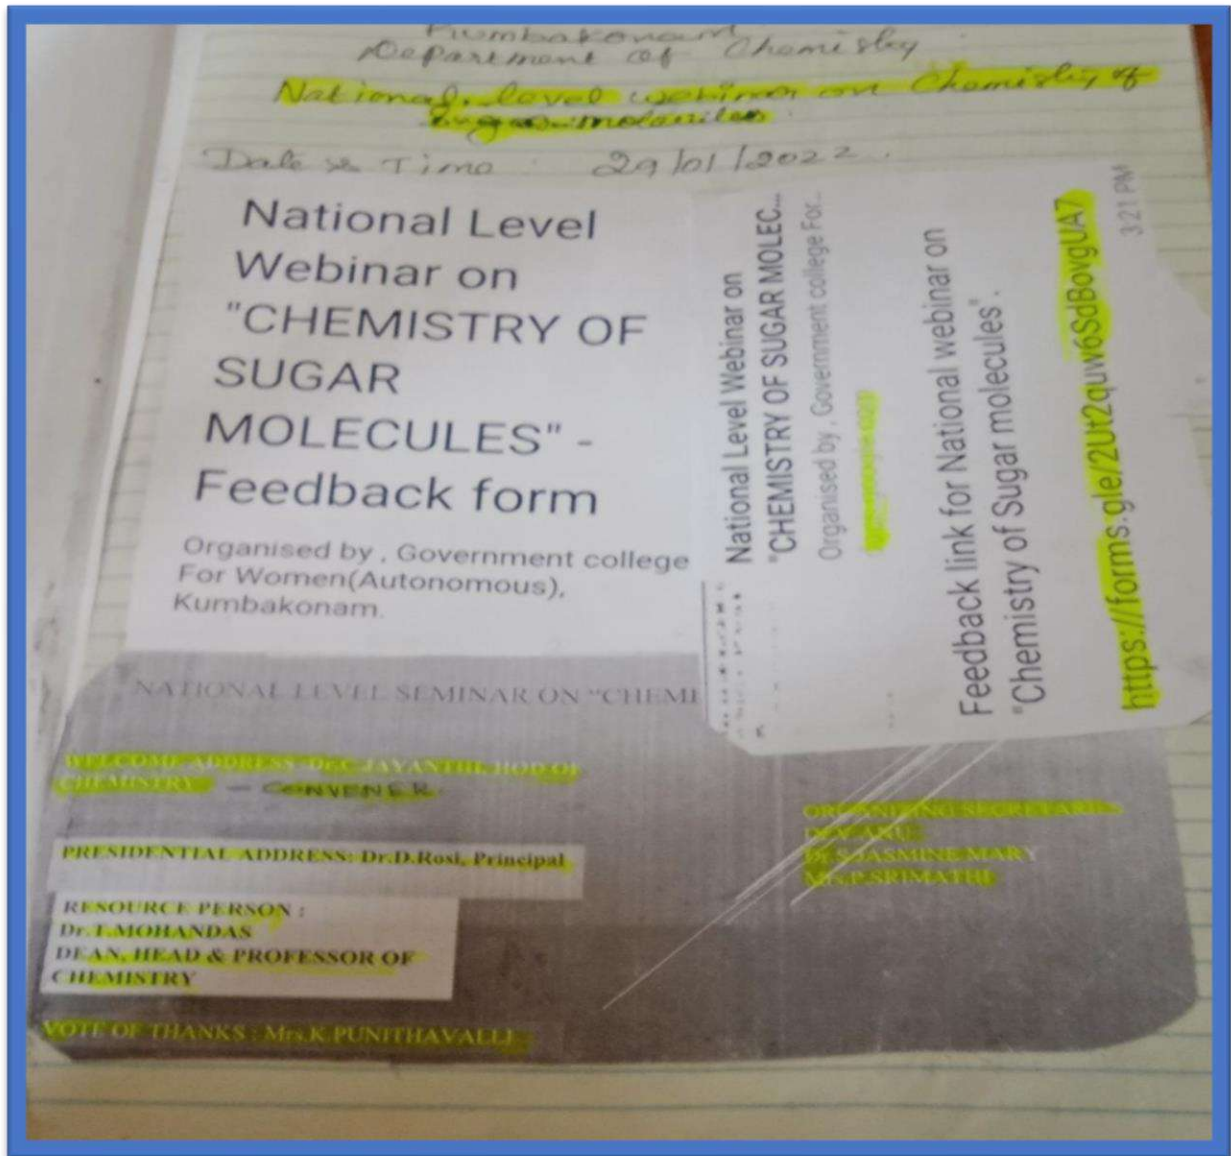 Kumbakonam
Department of Chemistry
National level webinar on Chemistry of
Date & Time : 29/01/2022.
National Level
Webinar on
"CHEMISTRY OF
SUGAR
MOLECULES" -
Feedback form
Organised by , Government college
For Women(Autonomous),
Kumbakonam.
National Level Webinar on
"CHEMISTRY OF SUGAR MOLEC...
Organised by , Government college For...
Feedback link for National webinar on
"Chemistry of Sugar molecules".
https://forms.gle/2Ut2quw6SdBovgUA7
3:21 PM
NATIONAL LEVEL SEMINAR ON "CHEMI
WELCOME ADDRESS: Dr.C.JAYANTHI, HOD OF
CHEMISTRY - CONVENER
PRESIDENTIAL ADDRESS: Dr.D.Rosi, Principal
RESOURCE PERSON :
Dr.T.MOHANDAS
DEAN, HEAD & PROFESSOR OF
CHEMISTRY
VOTE OF THANKS : Mrs.K.PUNITHAVALLI
ORGANIZING
Dr.V.ANU
Dr.S.JASMINE MARY
Mrs.P.SRIMATHI